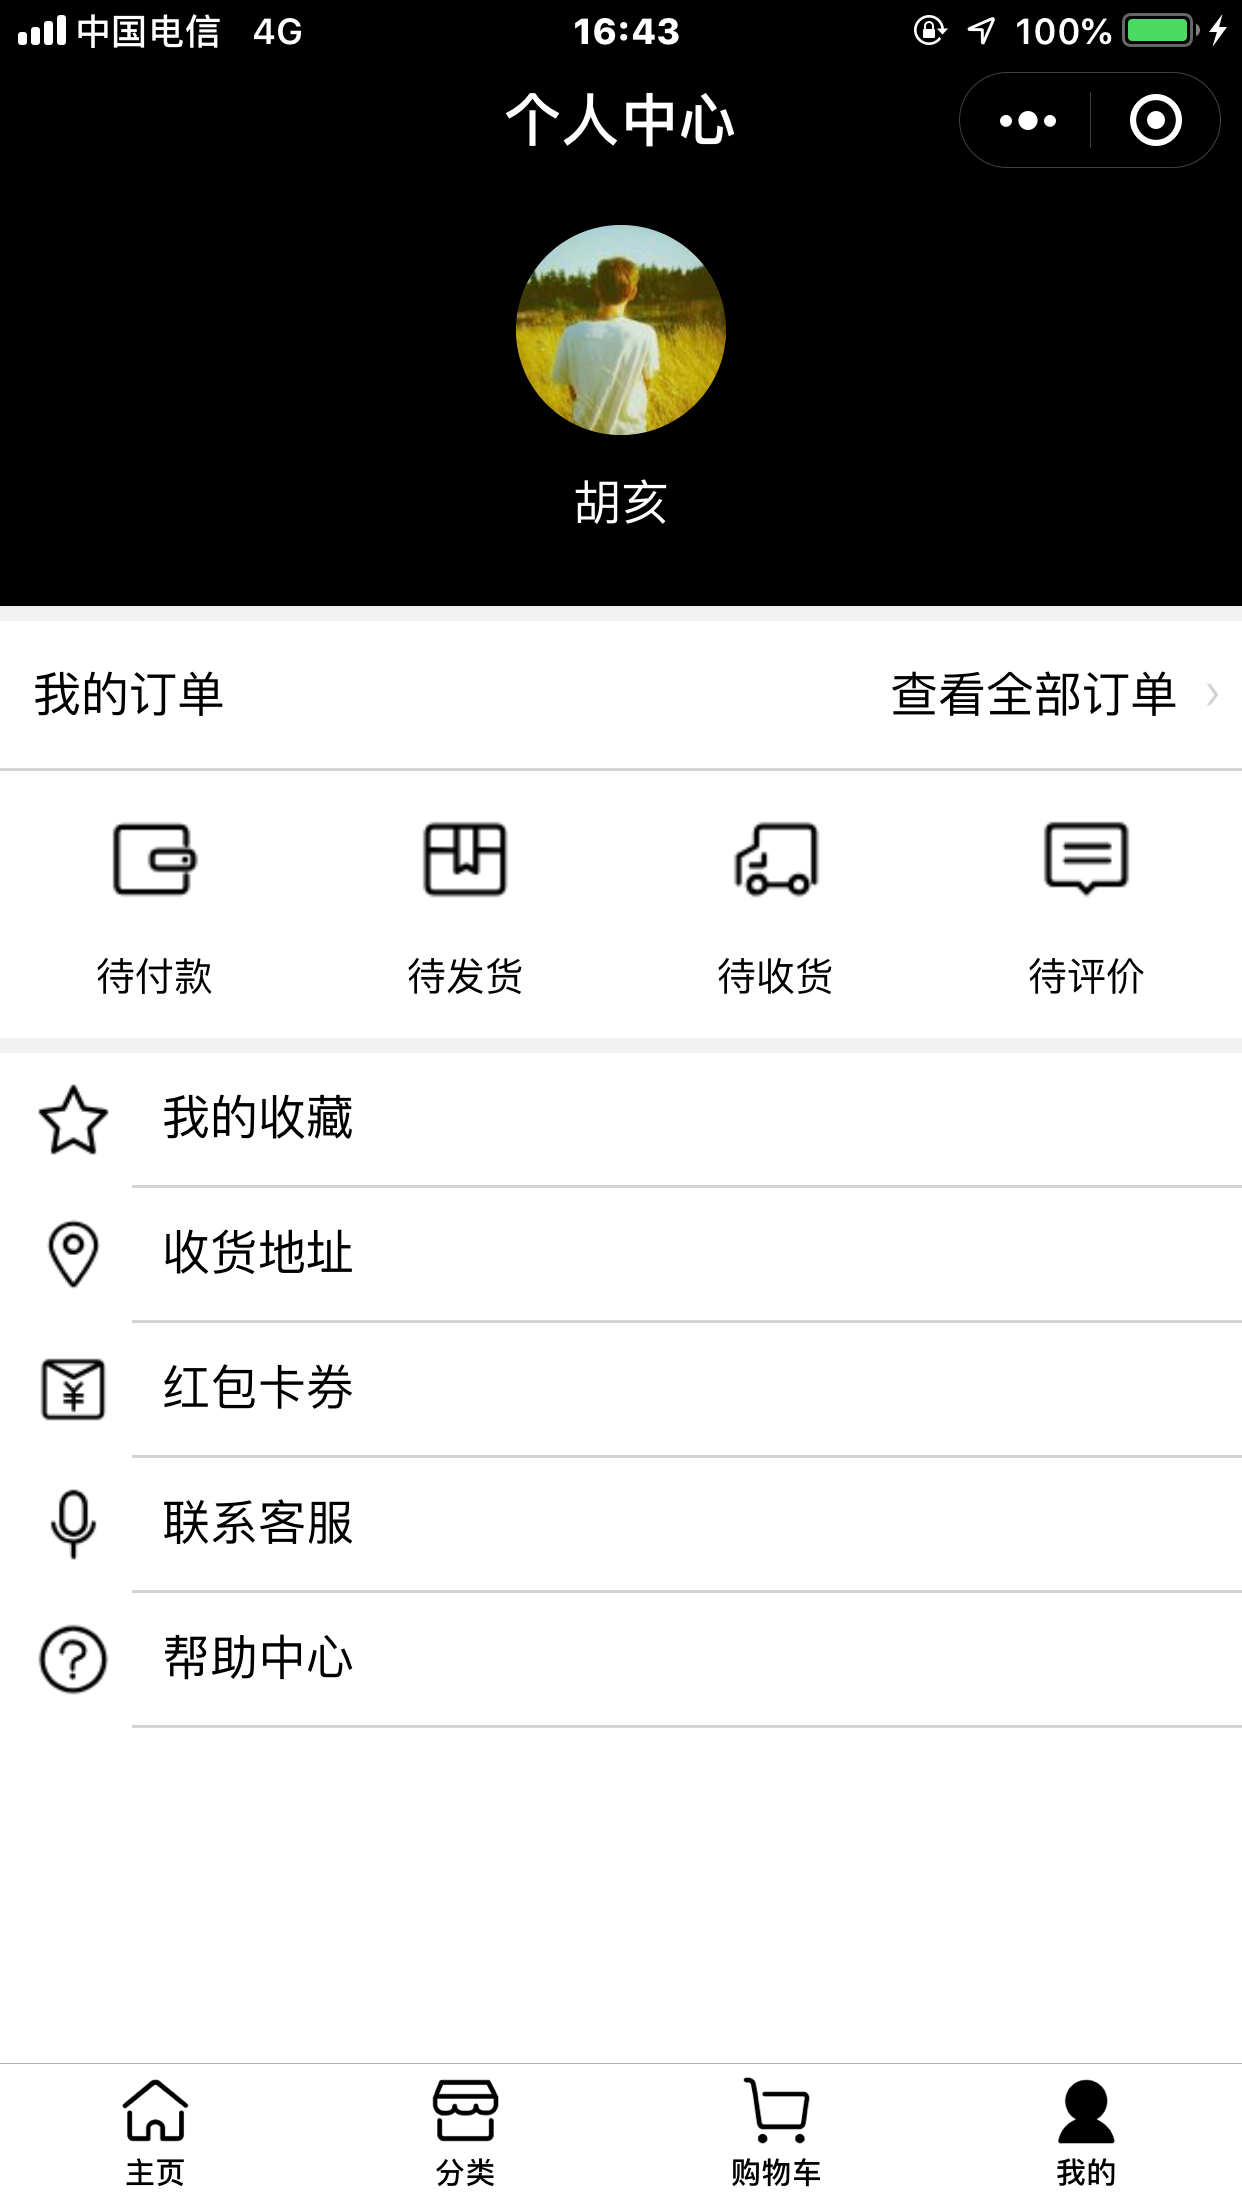 中国电信 4G 16:43 100%
个人中心
胡亥
我的订单 查看全部订单
待付款 待发货 待收货 待评价
我的收藏
收货地址
¥ 红包卡券
联系客服
? 帮助中心
主页 分类 购物车 我的